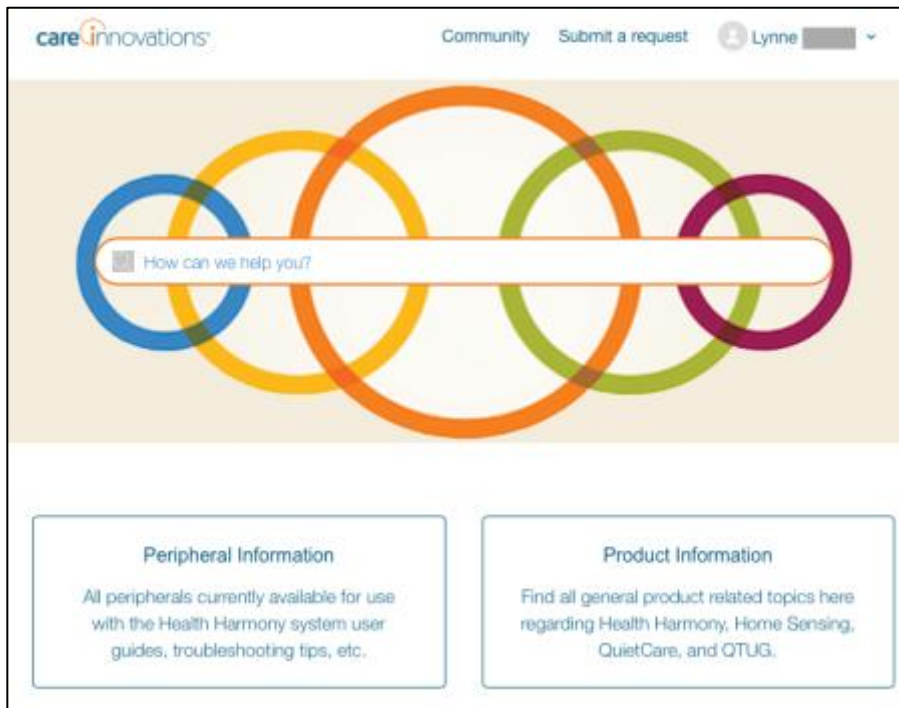 care innovations
Community Submit a request Lynne
How can we help you?
Peripheral Information
All peripherals currently available for use
with the Health Harmony system user
guides, troubleshooting tips, etc.
Product Information
Find all general product related topics here
regarding Health Harmony, Home Sensing,
QuietCare, and QTUG.